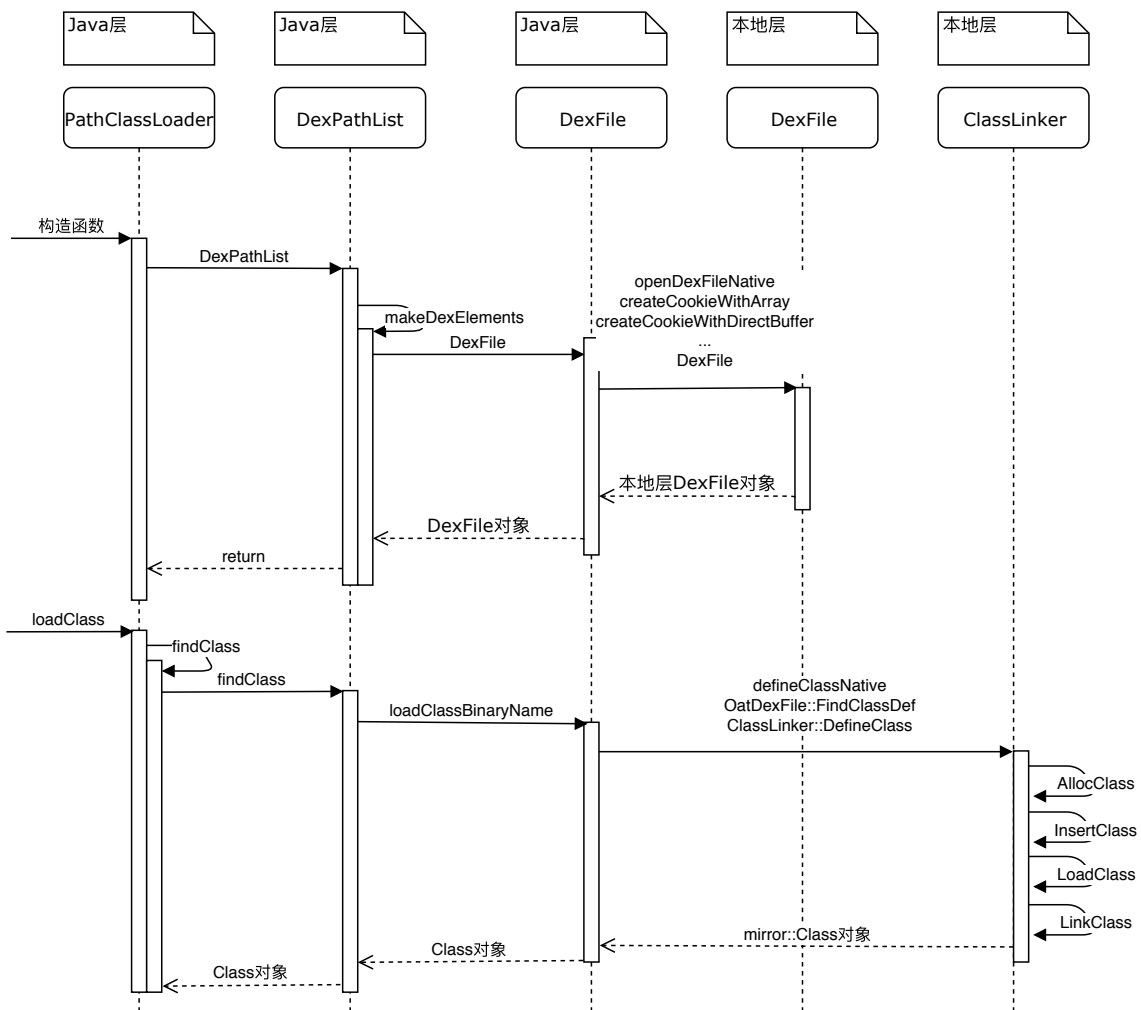 Java层
Java层
Java层
本地层
本地层
PathClassLoader
DexPathList
DexFile
DexFile
ClassLinker
构造函数
DexPathList
openDexFileNative
createCookieWithArray
createCookieWithDirectBuffer
...
DexFile
makeDexElements
DexFile
本地层DexFile对象
DexFile对象
return
loadClass
findClass
findClass
loadClassBinaryName
defineClassNative
OatDexFile::FindClassDef
ClassLinker::DefineClass
AllocClass
InsertClass
LoadClass
LinkClass
mirror::Class对象
Class对象
Class对象